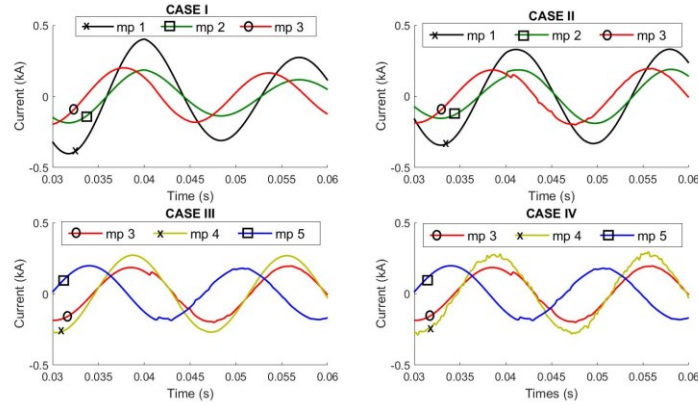 CASE I
mp 1 mp 2 mp 3
Current (kA)
0.5
0
-0.5
0.03 0.035 0.04 0.045 0.05 0.055 0.06
Time (s)
CASE II
mp 1 mp 2 mp 3
Current (kA)
0.5
0
-0.5
0.03 0.035 0.04 0.045 0.05 0.055 0.06
Time (s)
CASE III
mp 3 mp 4 mp 5
Current (kA)
0.5
0
-0.5
0.03 0.035 0.04 0.045 0.05 0.055 0.06
Time (s)
CASE IV
mp 3 mp 4 mp 5
Current (kA)
0.5
0
-0.5
0.03 0.035 0.04 0.045 0.05 0.055 0.06
Times (s)